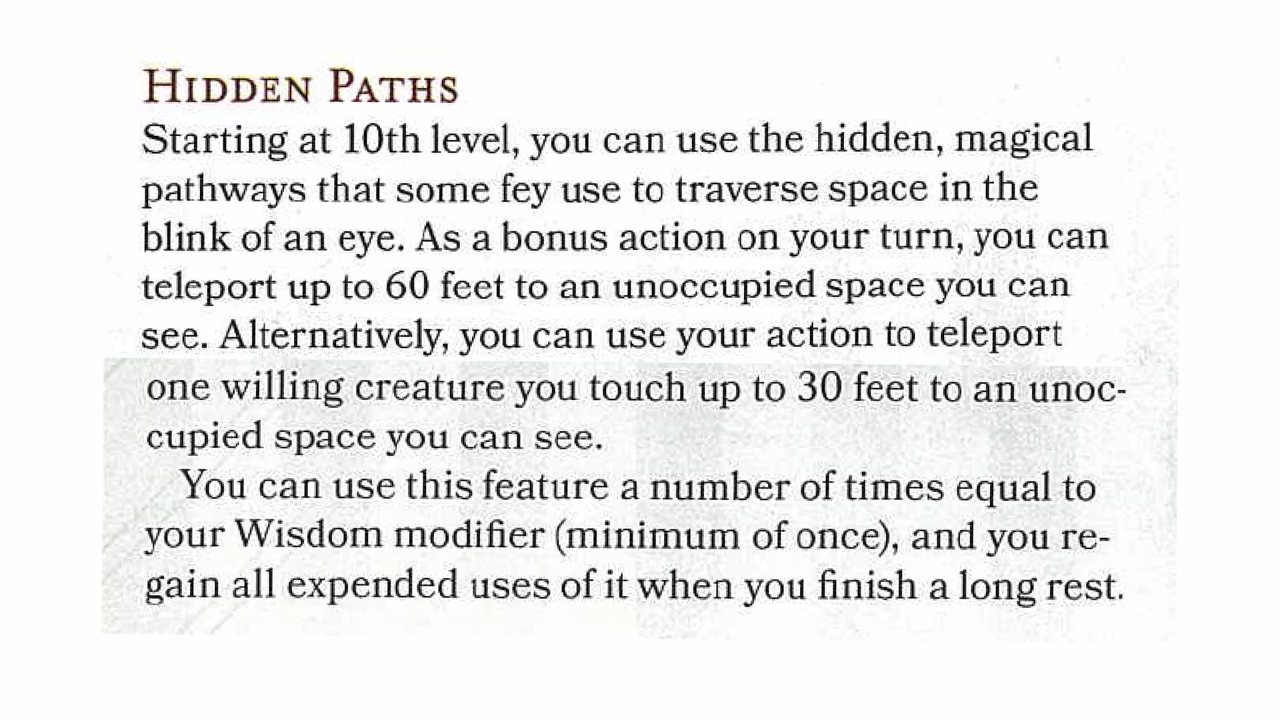 HIDDEN PATHS
Starting at 10th level, you can use the hidden, magical
pathways that some fey use to traverse space in the
blink of an eye. As a bonus action on your turn, you can
teleport up to 60 feet to an unoccupied space you can
see. Alternatively, you can use your action to teleport
one willing creature you touch up to 30 feet to an unoc-
cupied space you can see.
You can use this feature a number of times equal to
your Wisdom modifier (minimum of once), and you re-
gain all expended uses of it when you finish a long rest.